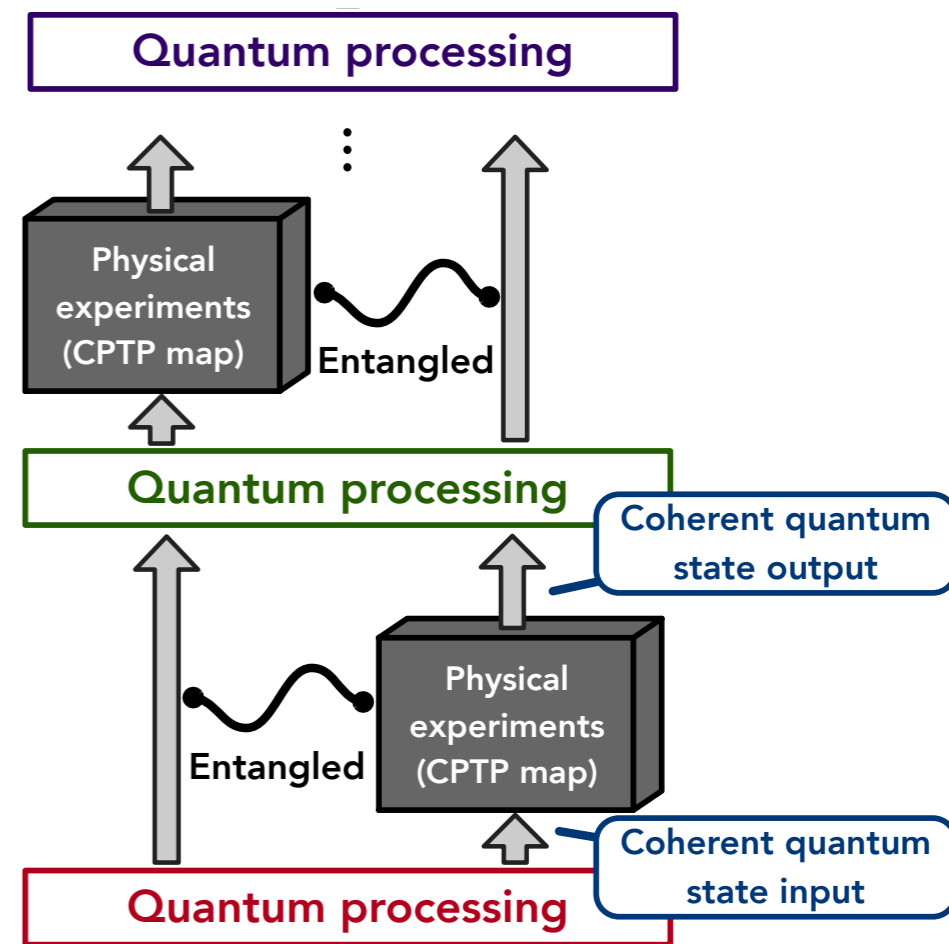 Quantum processing
Physical
experiments
(CPTP map)
Entangled
Quantum processing
Coherent quantum
state output
Physical
experiments
(CPTP map)
Entangled
Coherent quantum
state input
Quantum processing